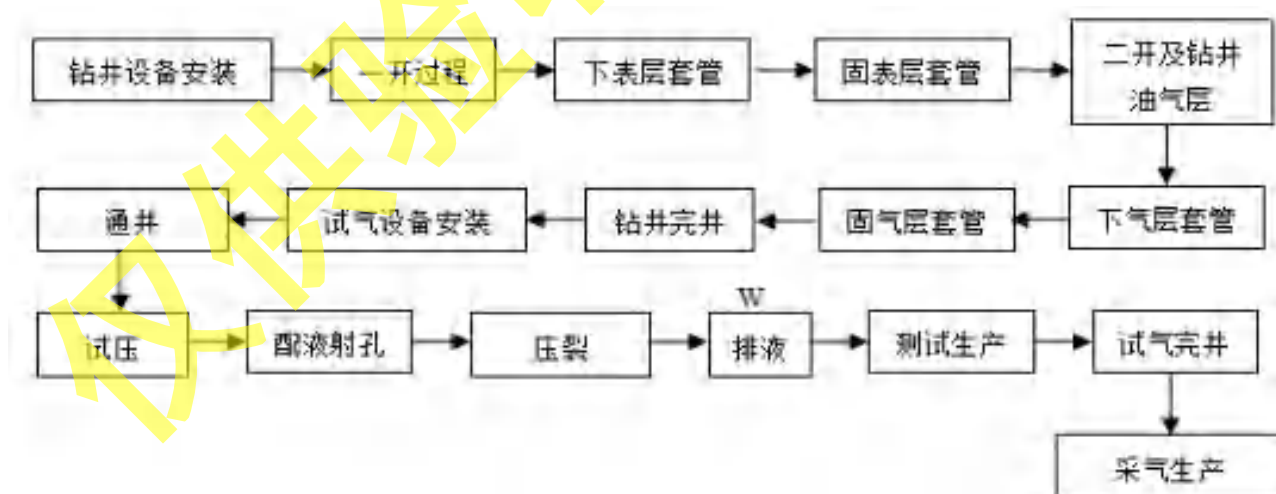 钻井设备安装
一开过程
下表层套管
固表层套管
二开及钻井
油气层
通井
试气设备安装
钻井完井
固气层套管
下气层套管
W
试压
配液射孔
压裂
排液
测试生产
试气完井
采气生产
仅供验